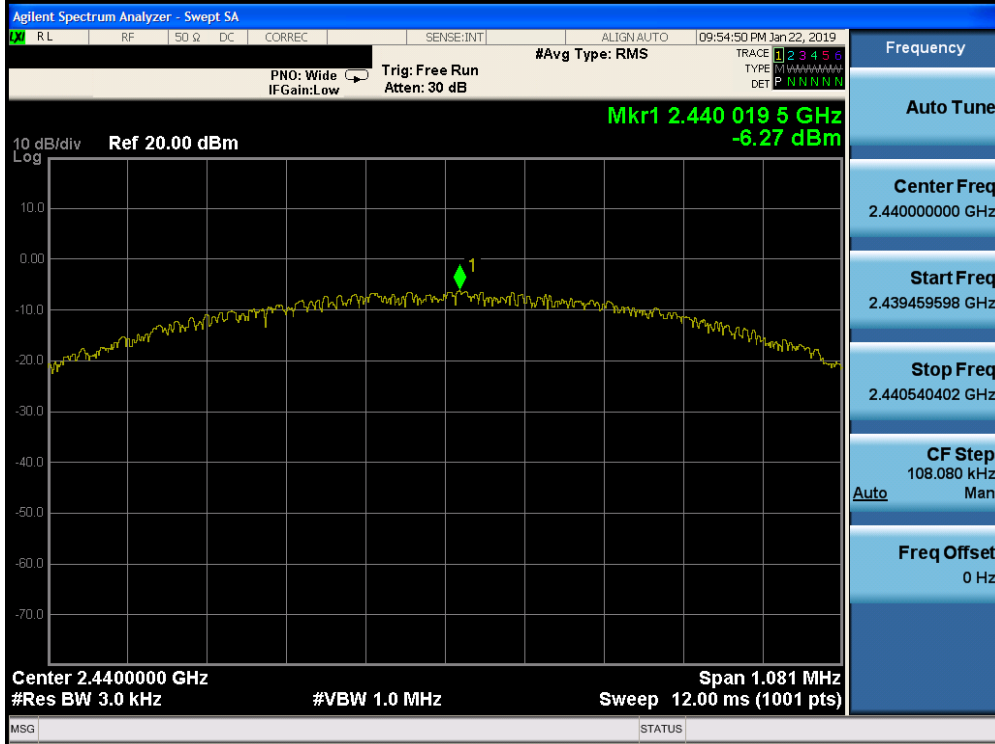 Agilent Spectrum Analyzer - Swept SA
LXI RL RF 50 Ω DC CORREC SENSE:INT ALIGN AUTO 09:54:50 PM Jan 22, 2019
Frequency
#Avg Type: RMS TRACE 1 2 3 4 5 6
PNO: Wide Trig: Free Run TYPE M W W W W W
IFGain:Low Atten: 30 dB DET P N N N N N
Auto Tune
Mkr1 2.440 019 5 GHz
-6.27 dBm
10 dB/div Ref 20.00 dBm
Log
Center Freq
2.440000000 GHz
10.0
0.00
1
Start Freq
2.439459598 GHz
-10.0
-20.0
Stop Freq
2.440540402 GHz
-30.0
-40.0
CF Step
108.080 kHz
Auto Man
-50.0
-60.0
Freq Offset
0 Hz
-70.0
Center 2.4400000 GHz Span 1.081 MHz
#Res BW 3.0 kHz #VBW 1.0 MHz Sweep 12.00 ms (1001 pts)
MSG STATUS